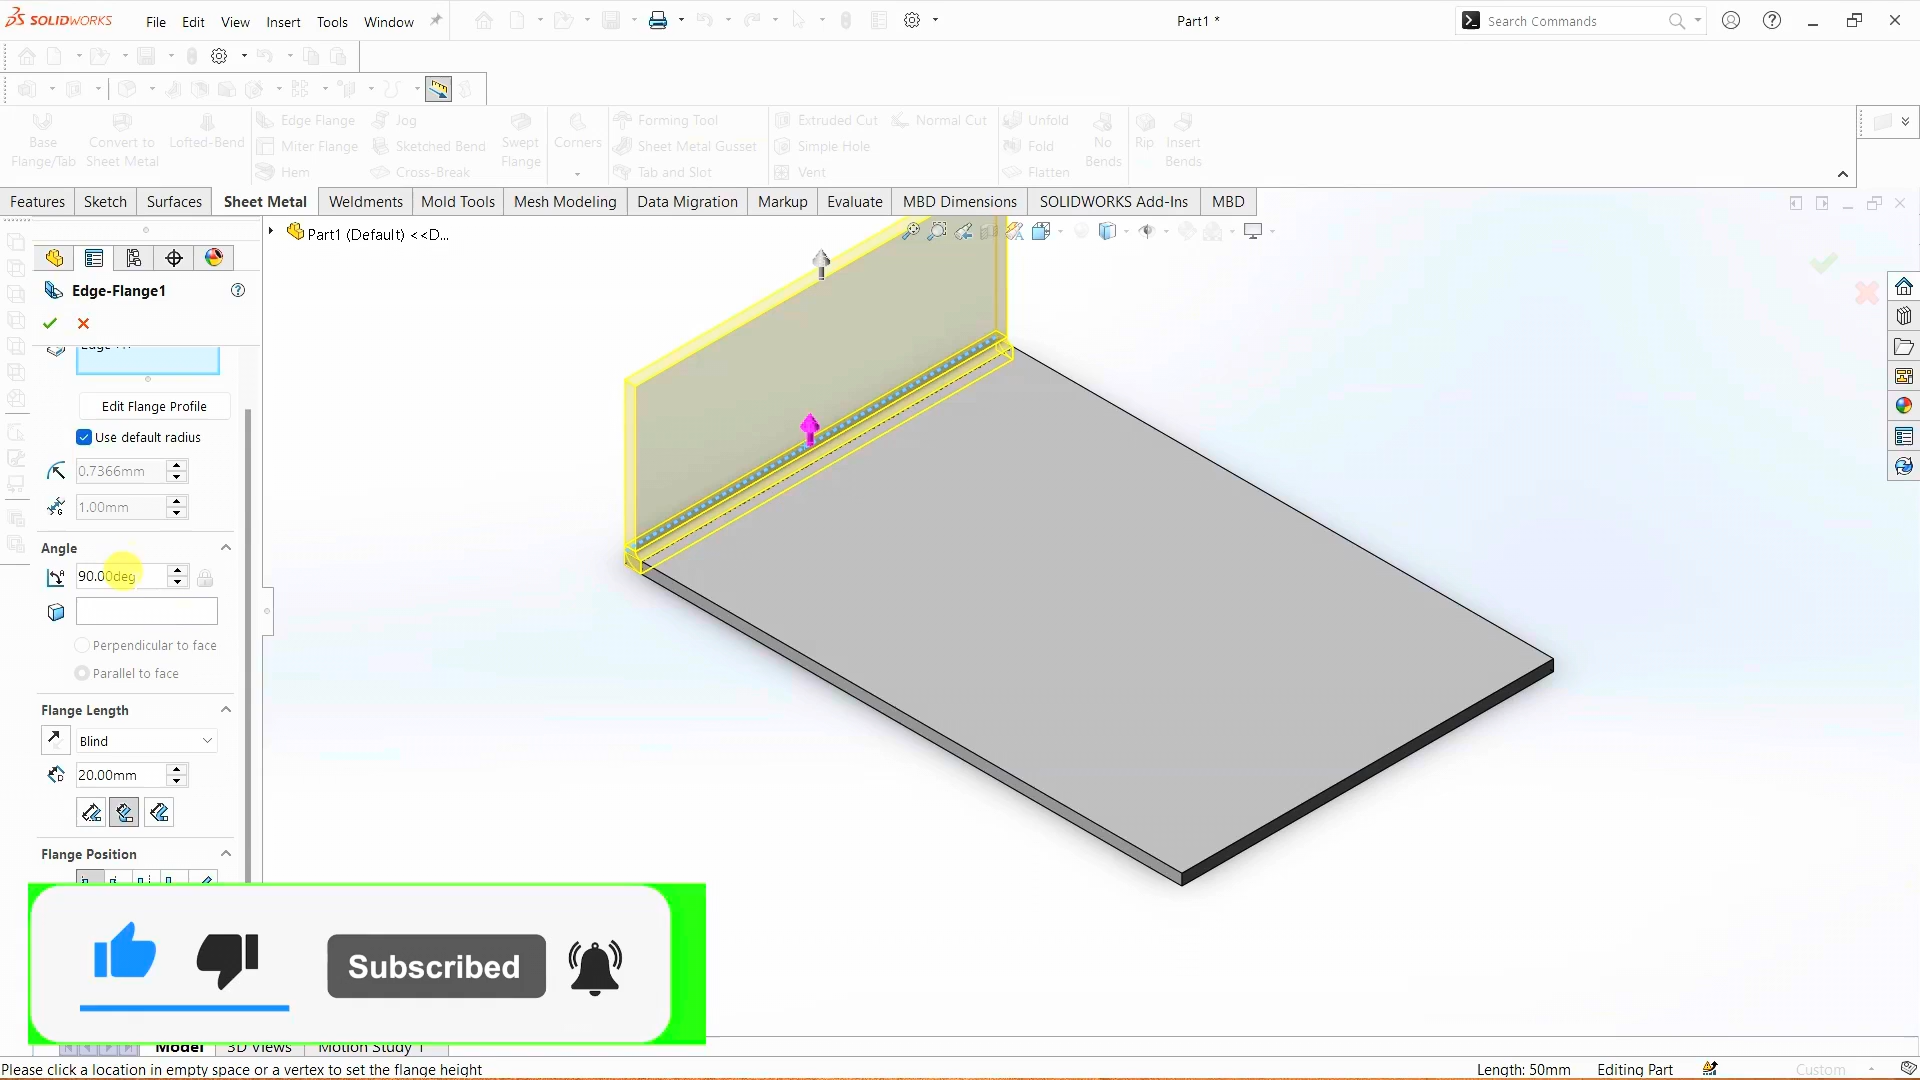 SOLIDWORKS File Edit View Insert Tools Window Part1 * Search Commands
Base Flange/Tab
Convert to Sheet Metal
Lofted-Bend
Edge Flange
Miter Flange
Hem
Jog
Sketched Bend
Cross-Break
Swept Flange
Corners
Forming Tool
Sheet Metal Gusset
Tab and Slot
Extruded Cut
Simple Hole
Vent
Normal Cut
Unfold
Fold
Flatten
No Bends
Rip
Insert Bends
Features Sketch Surfaces Sheet Metal Weldments Mold Tools Mesh Modeling Data Migration Markup Evaluate MBD Dimensions SOLIDWORKS Add-Ins MBD
Part1 (Default) <<D...
Edge-Flange1
Edit Flange Profile
Use default radius
0.7366mm
1.00mm
Angle
90.00deg
Perpendicular to face
Parallel to face
Flange Length
Blind
20.00mm
Flange Position
Subscribed
Model 3D Views Motion Study 1
Please click a location in empty space or a vertex to set the flange height Length: 50mm Editing Part Custom